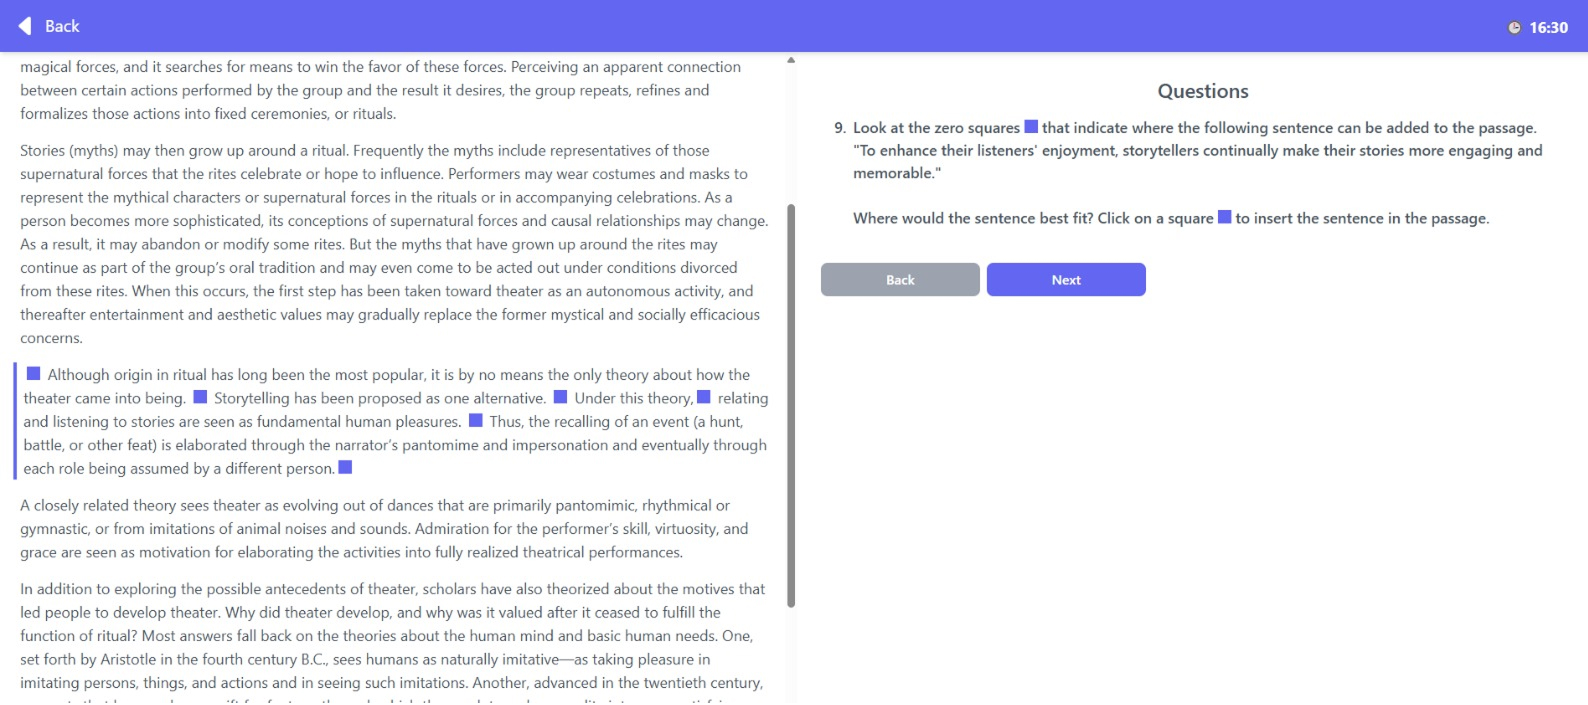 Back
16:30
magical forces, and it searches for means to win the favor of these forces. Perceiving an apparent connection
between certain actions performed by the group and the result it desires, the group repeats, refines and
formalizes those actions into fixed ceremonies, or rituals.
Stories (myths) may then grow up around a ritual. Frequently the myths include representatives of those
supernatural forces that the rites celebrate or hope to influence. Performers may wear costumes and masks to
represent the mythical characters or supernatural forces in the rituals or in accompanying celebrations. As a
person becomes more sophisticated, its conceptions of supernatural forces and causal relationships may change.
As a result, it may abandon or modify some rites. But the myths that have grown up around the rites may
continue as part of the group's oral tradition and may even come to be acted out under conditions divorced
from these rites. When this occurs, the first step has been taken toward theater as an autonomous activity, and
thereafter entertainment and aesthetic values may gradually replace the former mystical and socially efficacious
concerns.
Although origin in ritual has long been the most popular, it is by no means the only theory about how the
theater came into being. Storytelling has been proposed as one alternative. Under this theory, relating
and listening to stories are seen as fundamental human pleasures. Thus, the recalling of an event (a hunt,
battle, or other feat) is elaborated through the narrator's pantomime and impersonation and eventually through
each role being assumed by a different person.
A closely related theory sees theater as evolving out of dances that are primarily pantomimic, rhythmical or
gymnastic, or from imitations of animal noises and sounds. Admiration for the performer's skill, virtuosity, and
grace are seen as motivation for elaborating the activities into fully realized theatrical performances.
In addition to exploring the possible antecedents of theater, scholars have also theorized about the motives that
led people to develop theater. Why did theater develop, and why was it valued after it ceased to fulfill the
function of ritual? Most answers fall back on the theories about the human mind and basic human needs. One,
set forth by Aristotle in the fourth century B.C., sees humans as naturally imitative—as taking pleasure in
imitating persons, things, and actions and in seeing such imitations. Another, advanced in the twentieth century,
Questions
9. Look at the zero squares that indicate where the following sentence can be added to the passage.
"To enhance their listeners' enjoyment, storytellers continually make their stories more engaging and
memorable."
Where would the sentence best fit? Click on a square to insert the sentence in the passage.
Back
Next